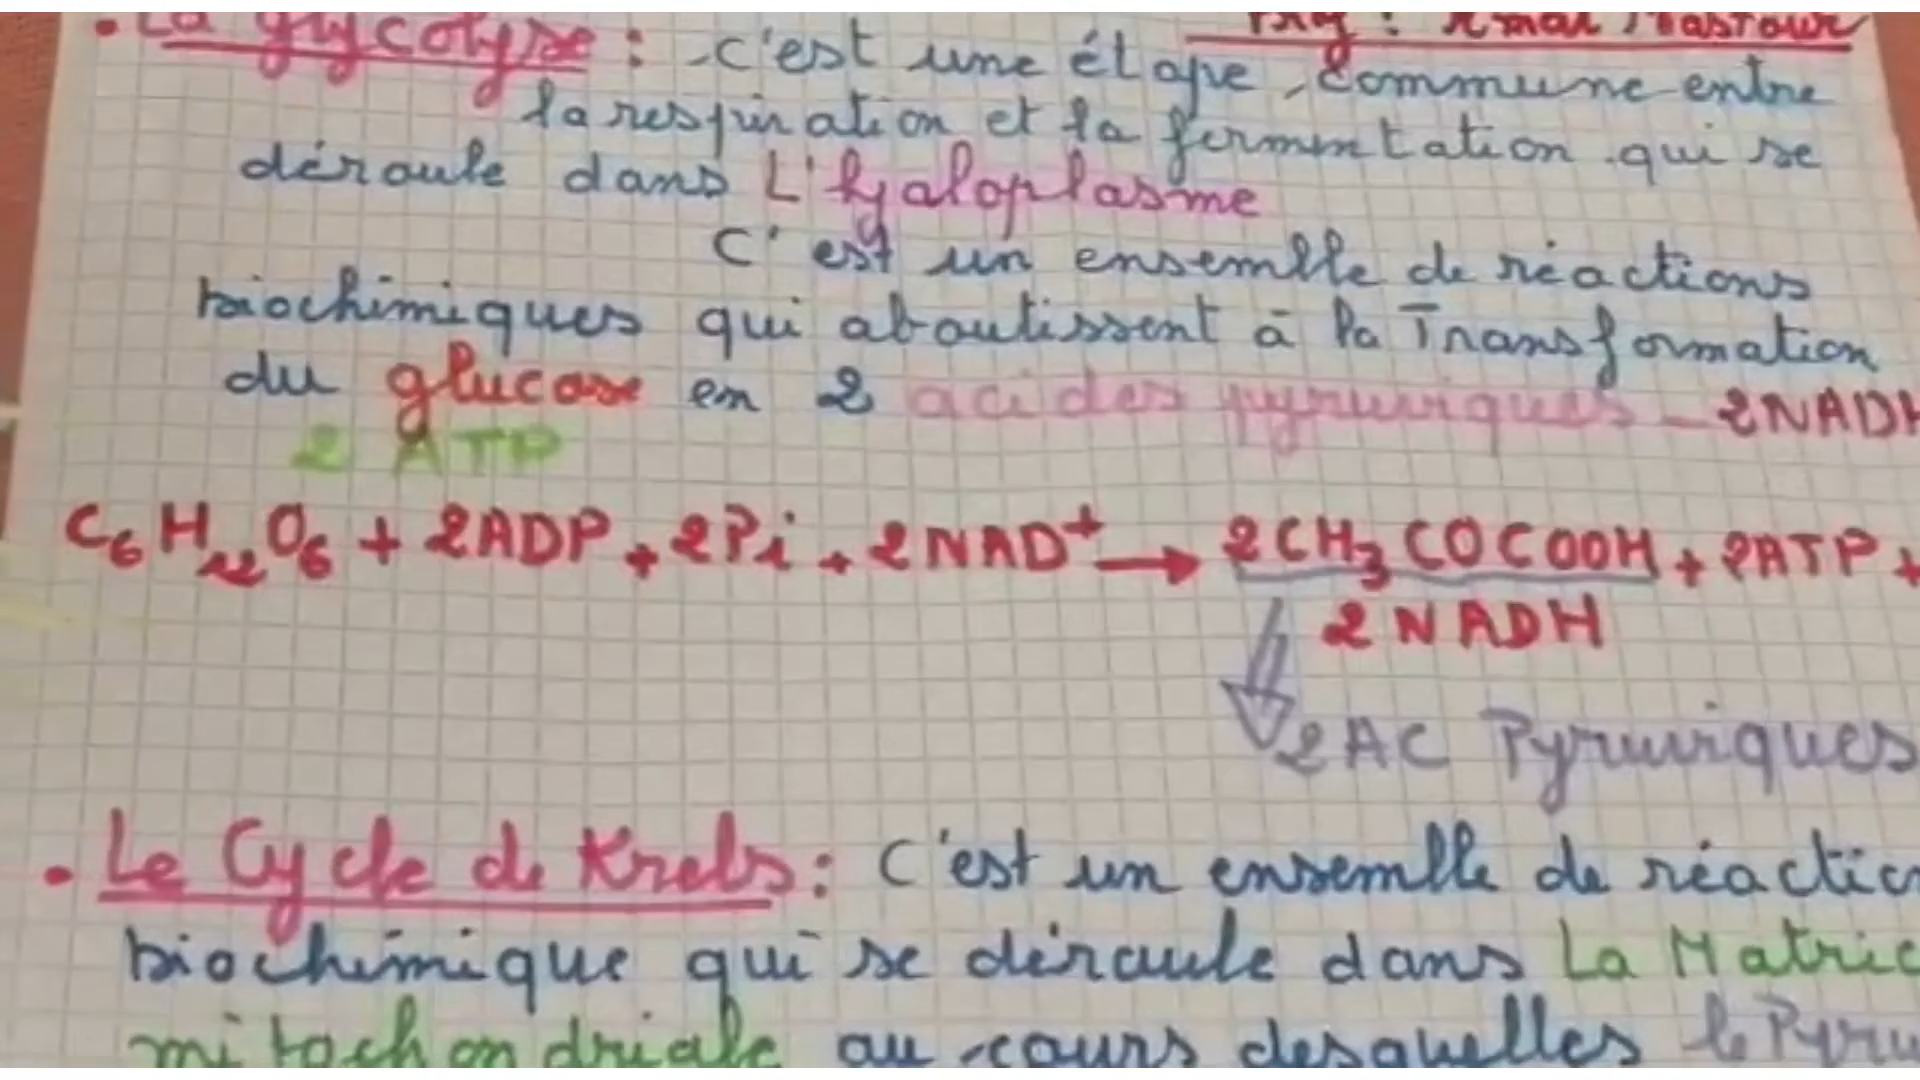 • La glycolyse : c'est une étape commune entre
la respiration et la fermentation qui se
déroule dans L'hyaloplasme
C'est un ensemble de réactions
biochimiques qui aboutissent à la Transformation
du glucose en 2 acides pyruviques _ 2NADH
2 ATP
C₆H₁₂O₆ + 2ADP + 2Pi + 2NAD⁺ → 2CH₃COCOOH + 2ATP +
2NADH
2AC Pyruviques
• Le Cycle de Krebs : C'est un ensemble de
biochimique qui se déroule dans La
mitochondriale au cours desquelles le